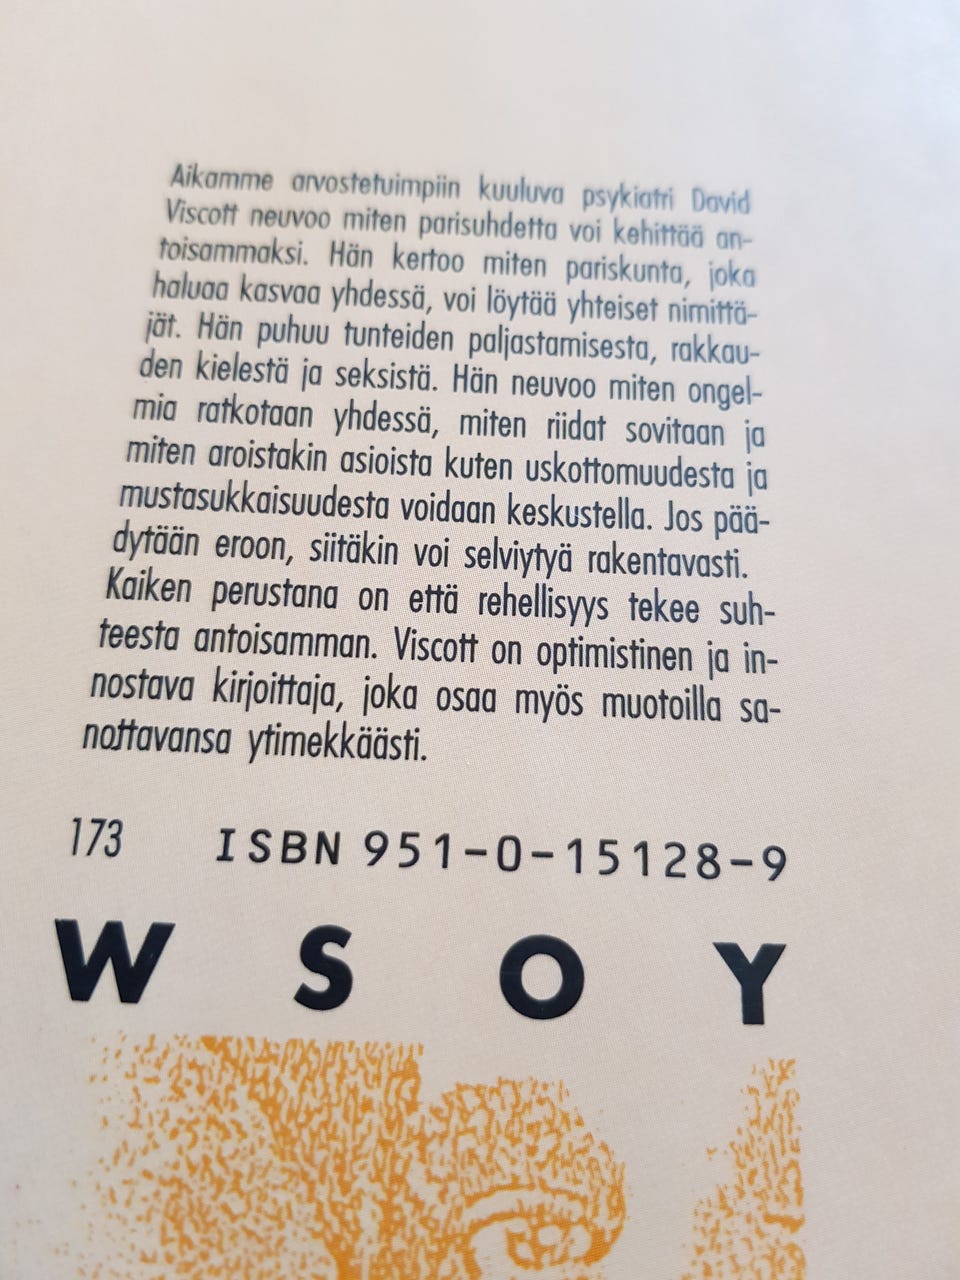 Aikamme arvostetuimpiin kuuluva psykiatri David
Viscott neuvoo miten parisuhdetta voi kehittää an-
toisammaksi. Hän kertoo miten pariskunta, joka
haluaa kasvaa yhdessä, voi löytää yhteiset nimittä-
jät. Hän puhuu tunteiden paljastamisesta, rakkau-
den kielestä ja seksistä. Hän neuvoo miten ongel-
mia ratkotaan yhdessä, miten riidat sovitaan ja
miten aroistakin asioista kuten uskottomuudesta ja
mustasukkaisuudesta voidaan keskustella. Jos pää-
dytään eroon, siitäkin voi selviytyä rakentavasti.
Kaiken perustana on että rehellisyys tekee suh-
teesta antoisamman. Viscott on optimistinen ja in-
nostava kirjoittaja, joka osaa myös muotoilla sa-
nottavansa ytimekkäästi.
173 ISBN 951-0-15128-9
W S O Y